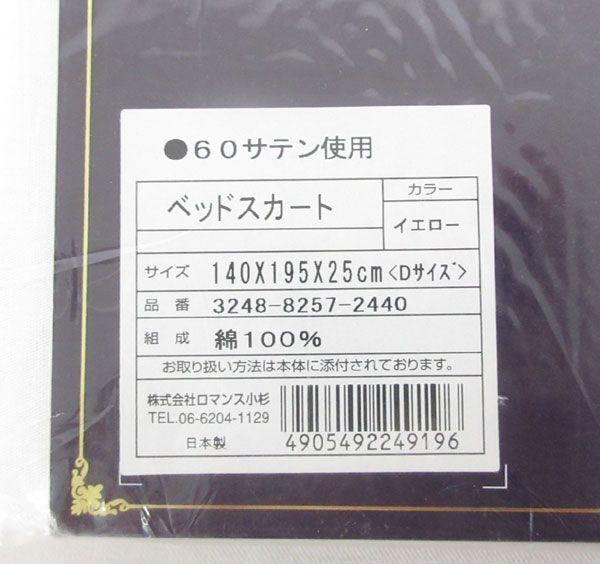 ●60サテン使用
ベッドスカート
カラー
イエロー
サイズ 140X195X25cm<Dサイズ>
品番 3248-8257-2440
組成 綿100%
お取り扱い方法は本体に添付されております。
株式会社ロマンス小杉
TEL.06-6204-1129
日本製
4905492249196